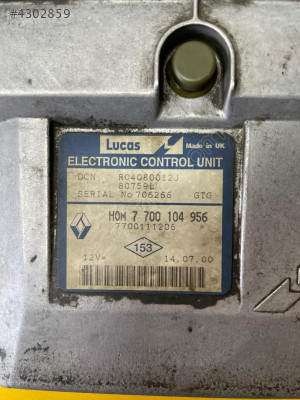 #4302859
Lucas Made in UK
ELECTRONIC CONTROL UNIT
DCN R04080012J
80759L
SERIAL No 706266 GTG
HOM 7 700 104 956
7700111206
153
12V⎓ 14.07.00